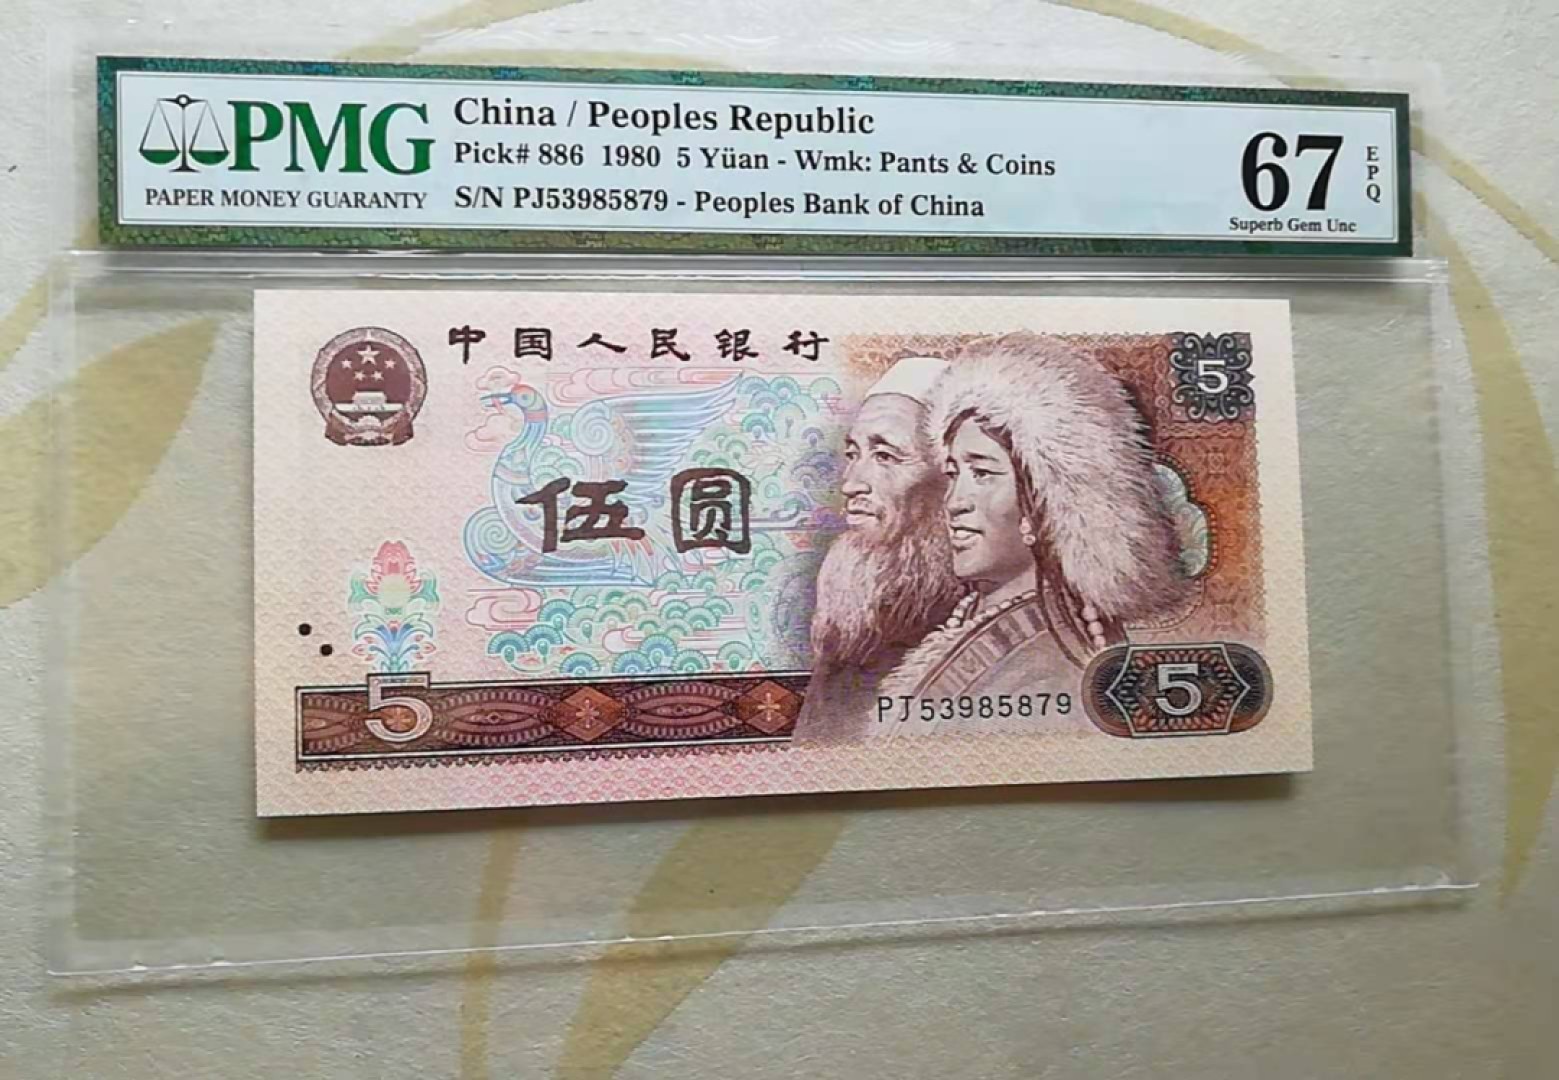 PMG
PAPER MONEY GUARANTY
China / Peoples Republic
Pick# 886 1980 5 Yüan - Wmk: Pants & Coins
S/N PJ53985879 - Peoples Bank of China
67
EPQ
Superb Gem Unc
中国人民银行
5
伍圆
5
PJ53985879
5